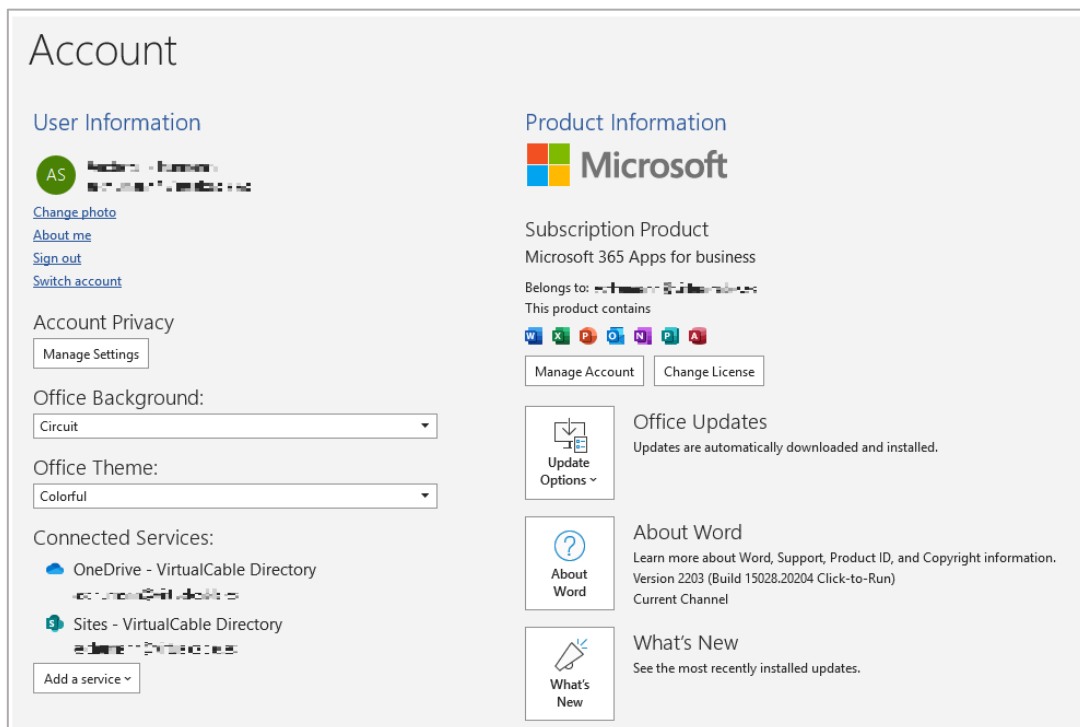 Account
User Information
AS
Change photo
About me
Sign out
Switch account
Account Privacy
Manage Settings
Office Background:
Circuit
Office Theme:
Colorful
Connected Services:
OneDrive - VirtualCable Directory
Sites - VirtualCable Directory
Add a service
Product Information
Microsoft
Subscription Product
Microsoft 365 Apps for business
Belongs to:
This product contains
W X P O N P A
Manage Account Change License
Update
Options
Office Updates
Updates are automatically downloaded and installed.
About
Word
About Word
Learn more about Word, Support, Product ID, and Copyright information.
Version 2203 (Build 15028.20204 Click-to-Run)
Current Channel
What's
New
What's New
See the most recently installed updates.